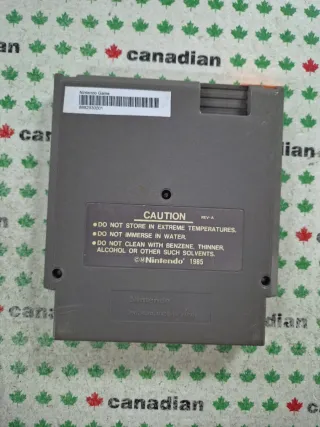 canadian
canadian
Nintendo Game
CAUTION REV-A
●DO NOT STORE IN EXTREME TEMPERATURES.
●DO NOT IMMERSE IN WATER.
●DO NOT CLEAN WITH BENZENE, THINNER,
ALCOHOL OR OTHER SUCH SOLVENTS.
©®Nintendo® 1985
canadian
canadian
canadian